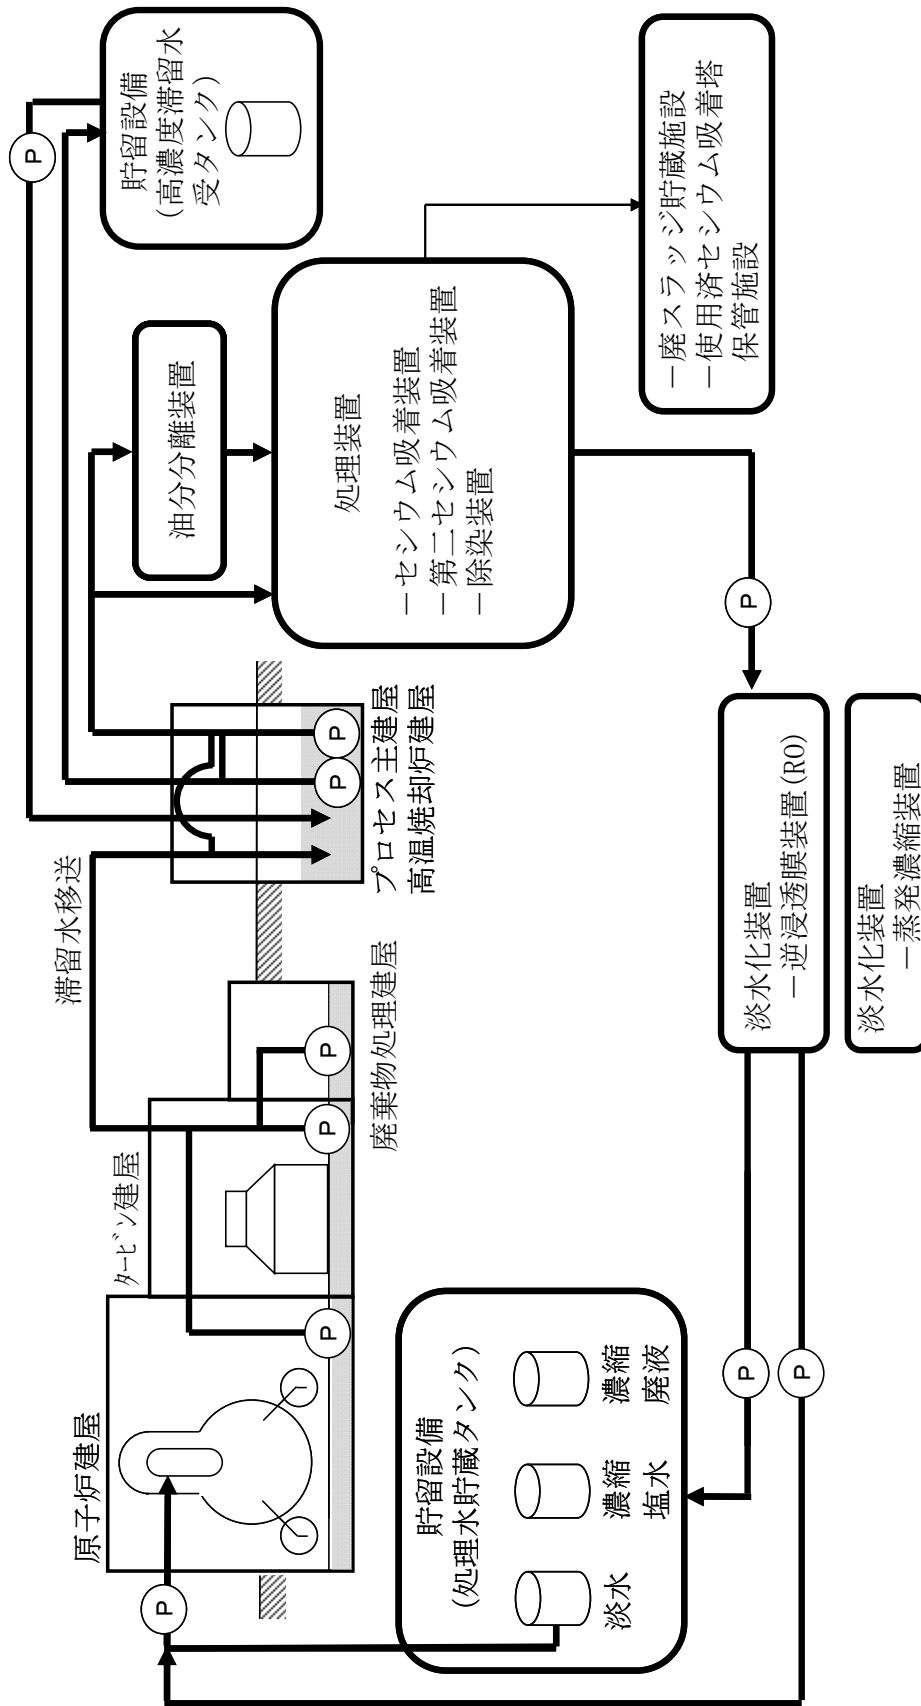 原子炉建屋
タービン建屋
滞留水移送
廃棄物処理建屋
プロセス主建屋
高温焼却炉建屋
P
P
P
P
P
P
P
貯留設備
(高濃度滞留水
受タンク)
油分分離装置
処理装置
－セシウム吸着装置
－第二セシウム吸着装置
－除染装置
－廃スラッジ貯蔵施設
－使用済セシウム吸着塔
保管施設
貯留設備
(処理水貯蔵タンク)
淡水
濃縮
塩水
濃縮
廃液
P
P
P
淡水化装置
－逆浸透膜装置(RO)
淡水化装置
－蒸発濃縮装置